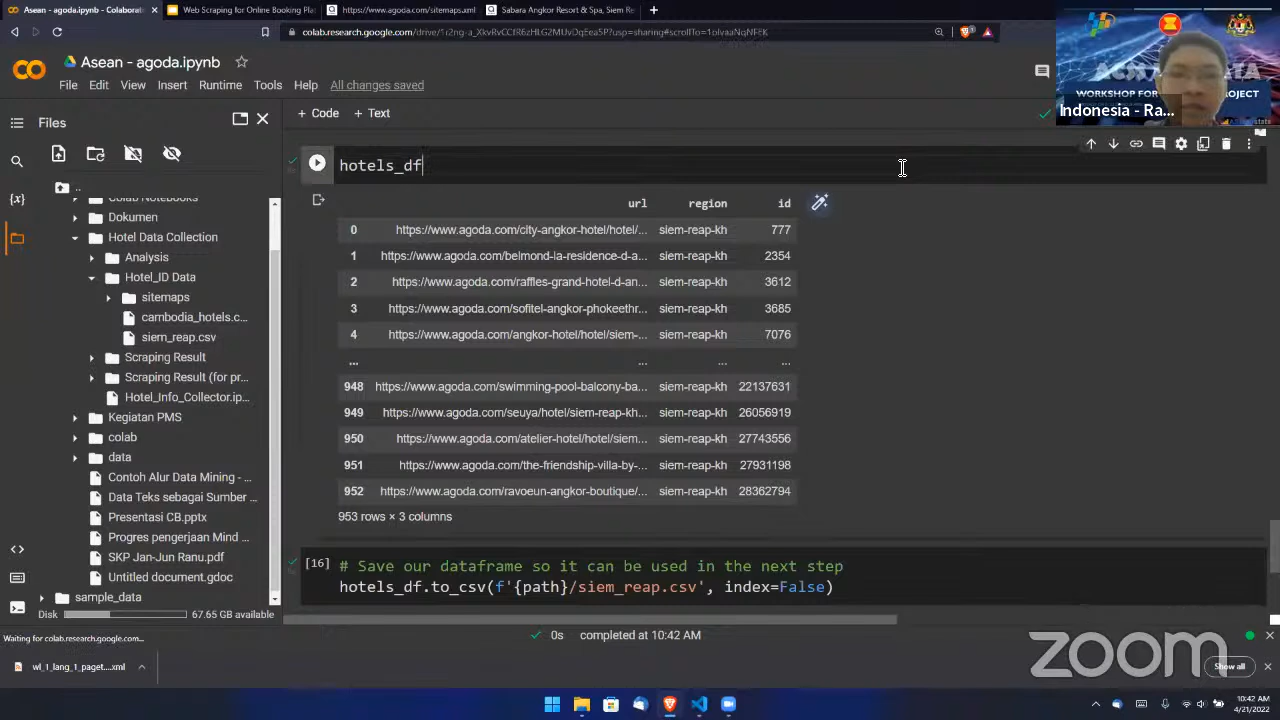 Asean - agoda.ipynb - Colaborato
Web Scraping for Online Booking Pla
https://www.agoda.com/sitemaps.xml
Sabara Angkor Resort & Spa, Siem Re
Asean - agoda.ipynb
File Edit View Insert Runtime Tools Help All changes saved
WORKSHOP FOR
Indonesia - Ra...
Files
+ Code + Text
..
Colab Notebooks
Dokumen
Hotel Data Collection
Analysis
Hotel_ID Data
sitemaps
cambodia_hotels.c...
siem_reap.csv
Scraping Result
Scraping Result (for pr...
Hotel_Info_Collector.ip...
Kegiatan PMS
colab
data
Contoh Alur Data Mining - ...
Data Teks sebagai Sumber ...
Presentasi CB.pptx
Progres pengerjaan Mind ...
SKP Jan-Jun Ranu.pdf
Untitled document.gdoc
sample_data
Disk 67.65 GB available
hotels_df
url region id
0 https://www.agoda.com/city-angkor-hotel/hotel/... siem-reap-kh 777
1 https://www.agoda.com/belmond-la-residence-d-a... siem-reap-kh 2354
2 https://www.agoda.com/raffles-grand-hotel-d-an... siem-reap-kh 3612
3 https://www.agoda.com/sofitel-angkor-phokeethr... siem-reap-kh 3685
4 https://www.agoda.com/angkor-hotel/hotel/siem-... siem-reap-kh 7076
... ... ... ...
948 https://www.agoda.com/swimming-pool-balcony-ba... siem-reap-kh 22137631
949 https://www.agoda.com/seuya/hotel/siem-reap-kh... siem-reap-kh 26056919
950 https://www.agoda.com/atelier-hotel/hotel/siem... siem-reap-kh 27743556
951 https://www.agoda.com/the-friendship-villa-by-... siem-reap-kh 27931198
952 https://www.agoda.com/ravoeun-angkor-boutique/... siem-reap-kh 28362794
953 rows × 3 columns
[16] # Save our dataframe so it can be used in the next step
hotels_df.to_csv(f'{path}/siem_reap.csv', index=False)
0s completed at 10:42 AM
Waiting for colab.research.google.com...
wl_1_lang_1_paget....xml
zoom
Show all
10:42 AM
4/21/2022